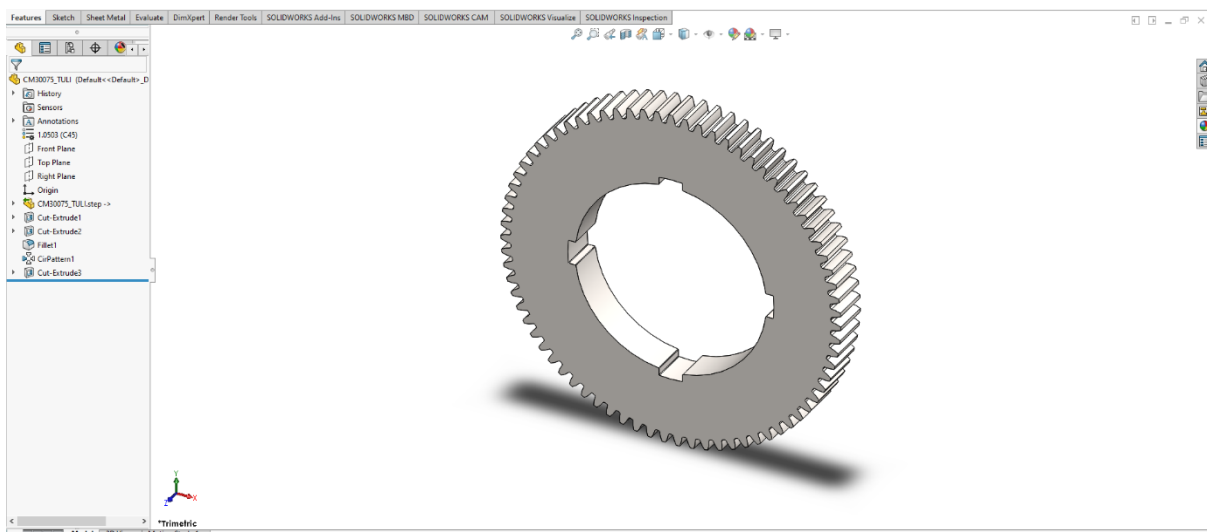 Features Sketch Sheet Metal Evaluate DimXpert Render Tools SOLIDWORKS Add-Ins SOLIDWORKS MBD SOLIDWORKS CAM SOLIDWORKS Visualize SOLIDWORKS Inspection
CM30075_TULI (Default<<Default>_D
History
Sensors
Annotations
1.0503 (C45)
Front Plane
Top Plane
Right Plane
Origin
CM30075_TULI.step ->
Cut-Extrude1
Cut-Extrude2
Fillet1
CirPattern1
Cut-Extrude3
Y
X
Z
*Trimetric